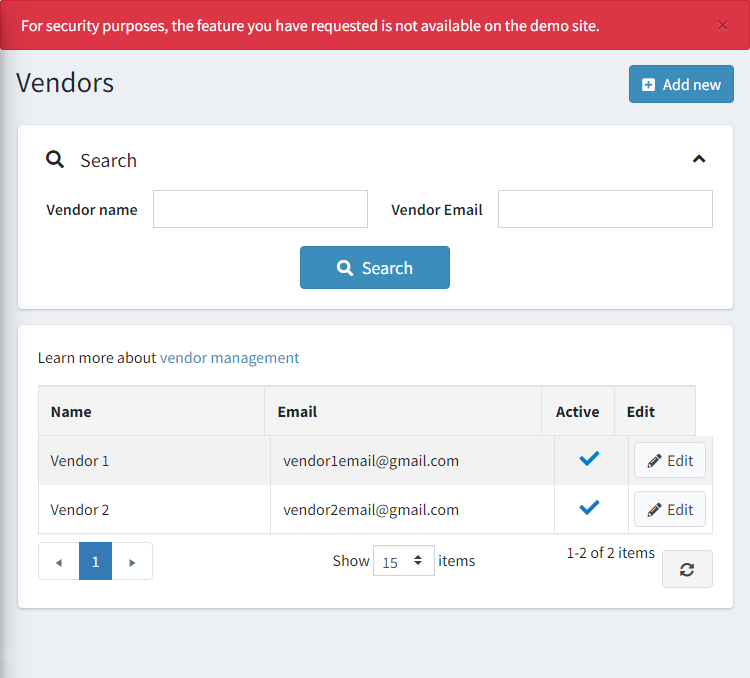 For security purposes, the feature you have requested is not available on the demo site. ×
Vendors
Add new
Search
Vendor name
Vendor Email
Search
Learn more about vendor management
Name Email Active Edit
Vendor 1 vendor1email@gmail.com Edit
Vendor 2 vendor2email@gmail.com Edit
1
Show 15 items
1-2 of 2 items